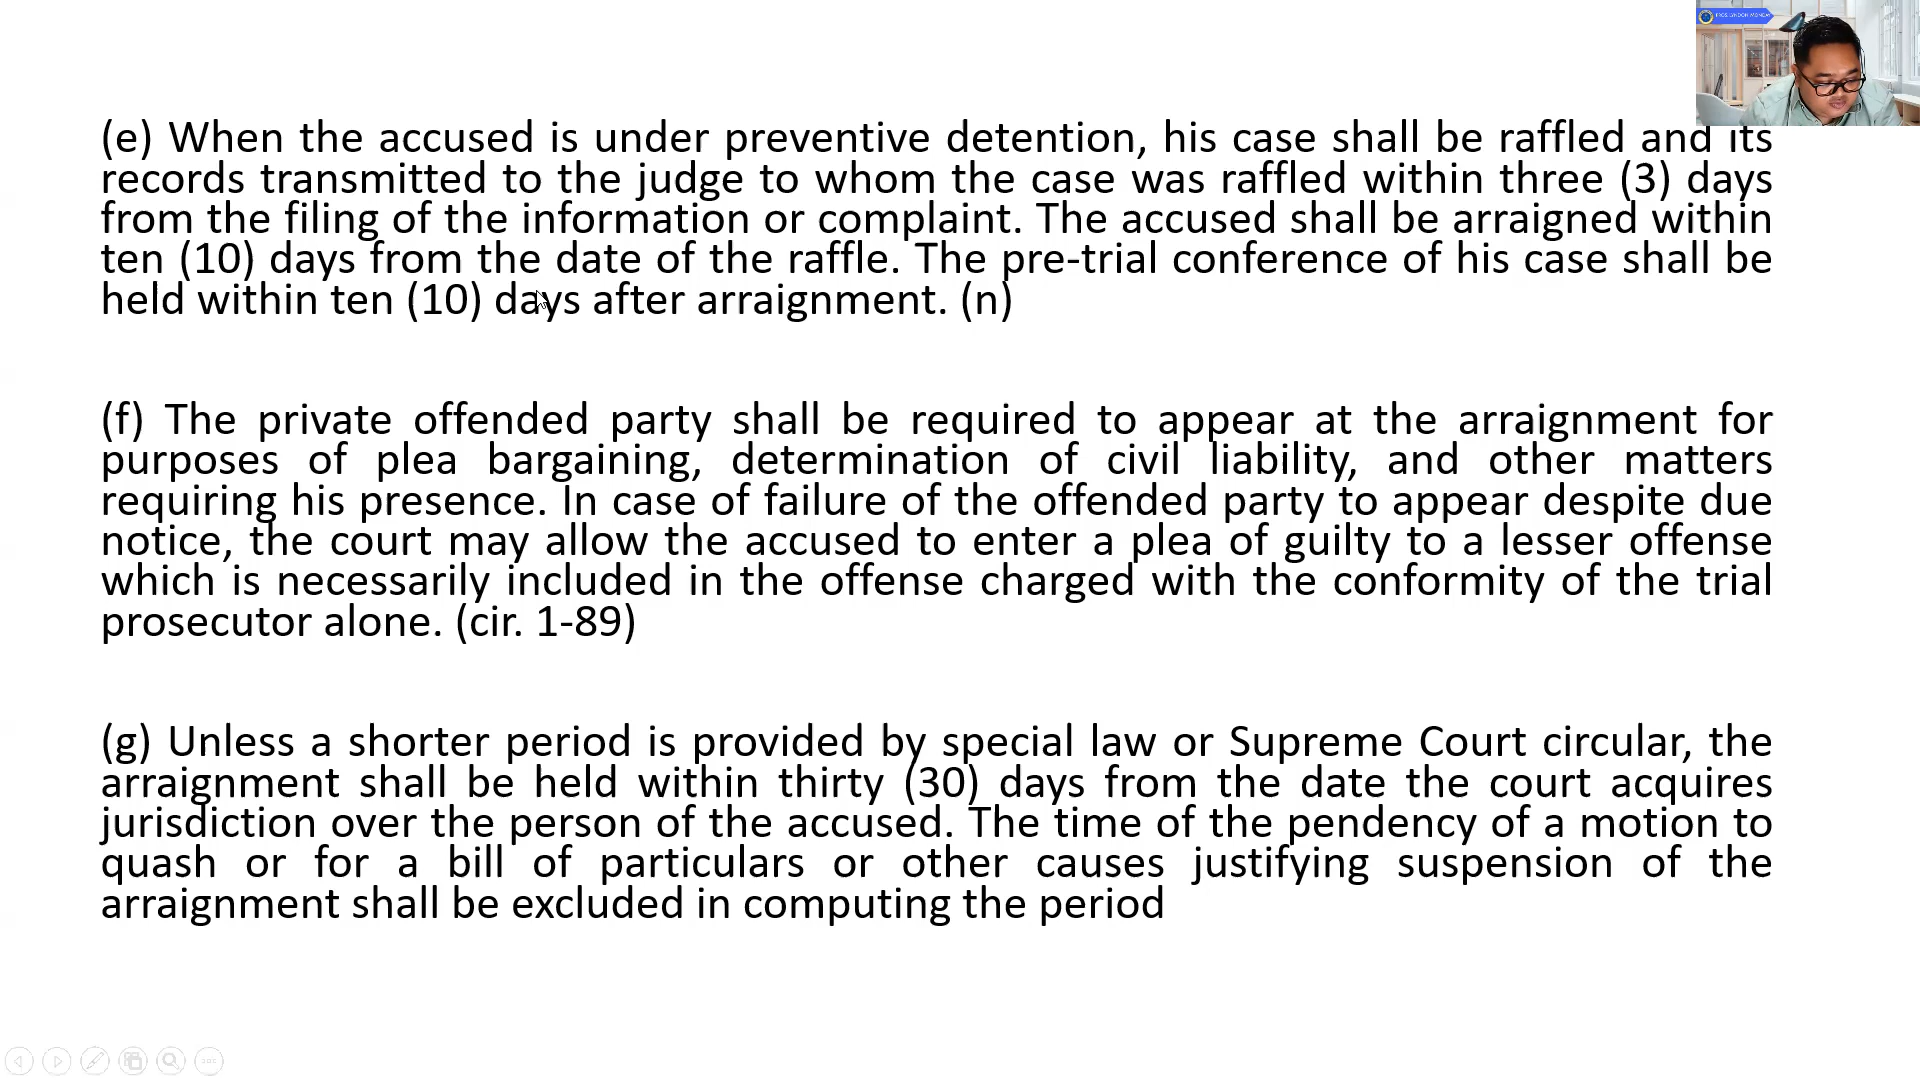 PROS LYNDON MONDAY
(e) When the accused is under preventive detention, his case shall be raffled and its
records transmitted to the judge to whom the case was raffled within three (3) days
from the filing of the information or complaint. The accused shall be arraigned within
ten (10) days from the date of the raffle. The pre-trial conference of his case shall be
held within ten (10) days after arraignment. (n)
(f) The private offended party shall be required to appear at the arraignment for
purposes of plea bargaining, determination of civil liability, and other matters
requiring his presence. In case of failure of the offended party to appear despite due
notice, the court may allow the accused to enter a plea of guilty to a lesser offense
which is necessarily included in the offense charged with the conformity of the trial
prosecutor alone. (cir. 1-89)
(g) Unless a shorter period is provided by special law or Supreme Court circular, the
arraignment shall be held within thirty (30) days from the date the court acquires
jurisdiction over the person of the accused. The time of the pendency of a motion to
quash or for a bill of particulars or other causes justifying suspension of the
arraignment shall be excluded in computing the period